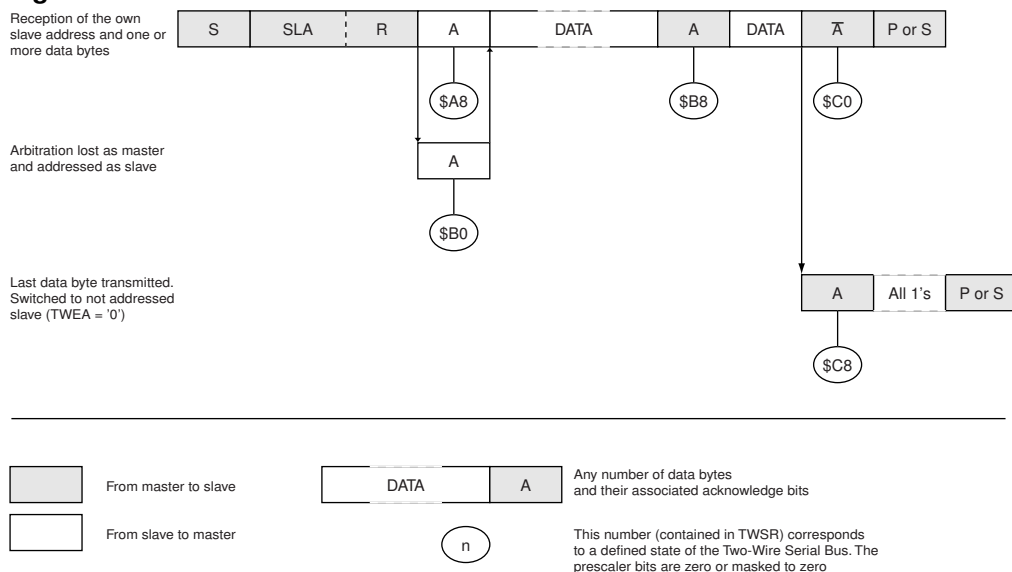 Reception of the own
slave address and one or
more data bytes
S SLA R A DATA A DATA A̅ P or S
$A8 $B8 $C0
Arbitration lost as master
and addressed as slave
A
$B0
Last data byte transmitted.
Switched to not addressed
slave (TWEA = '0')
A All 1's P or S
$C8
From master to slave
DATA A
Any number of data bytes
and their associated acknowledge bits
From slave to master
n
This number (contained in TWSR) corresponds
to a defined state of the Two-Wire Serial Bus. The
prescaler bits are zero or masked to zero